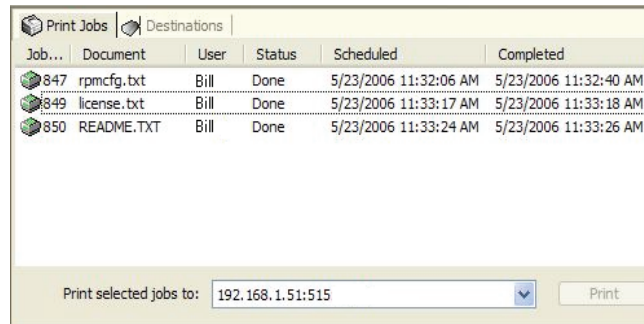 Print Jobs Destinations
Job... Document User Status Scheduled Completed
847 rpmcfg.txt Bill Done 5/23/2006 11:32:06 AM 5/23/2006 11:32:40 AM
849 license.txt Bill Done 5/23/2006 11:33:17 AM 5/23/2006 11:33:18 AM
850 README.TXT Bill Done 5/23/2006 11:33:24 AM 5/23/2006 11:33:26 AM
Print selected jobs to: 192.168.1.51:515 Print